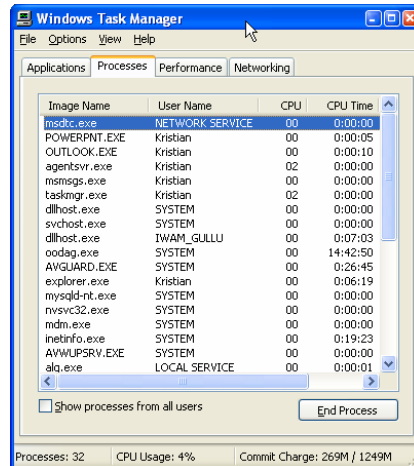 Windows Task Manager
File Options View Help
Applications Processes Performance Networking
Image Name User Name CPU CPU Time
msdtc.exe NETWORK SERVICE 00 0:00:00
POWERPNT.EXE Kristian 00 0:00:05
OUTLOOK.EXE Kristian 00 0:00:10
agentsvr.exe Kristian 02 0:00:00
msmsgs.exe Kristian 00 0:00:00
taskmgr.exe Kristian 02 0:00:00
dllhost.exe SYSTEM 00 0:00:00
svchost.exe SYSTEM 00 0:00:00
dllhost.exe IWAM_GULLU 00 0:07:03
oodag.exe SYSTEM 00 14:42:50
AVGUARD.EXE SYSTEM 00 0:26:45
explorer.exe Kristian 00 0:06:19
mysqld-nt.exe SYSTEM 00 0:00:00
nvsvc32.exe SYSTEM 00 0:00:00
mdm.exe SYSTEM 00 0:00:00
inetinfo.exe SYSTEM 00 0:19:23
AVWUPSRV.EXE SYSTEM 00 0:00:00
alg.exe LOCAL SERVICE 00 0:00:01
Show processes from all users End Process
Processes: 32 CPU Usage: 4% Commit Charge: 269M / 1249M